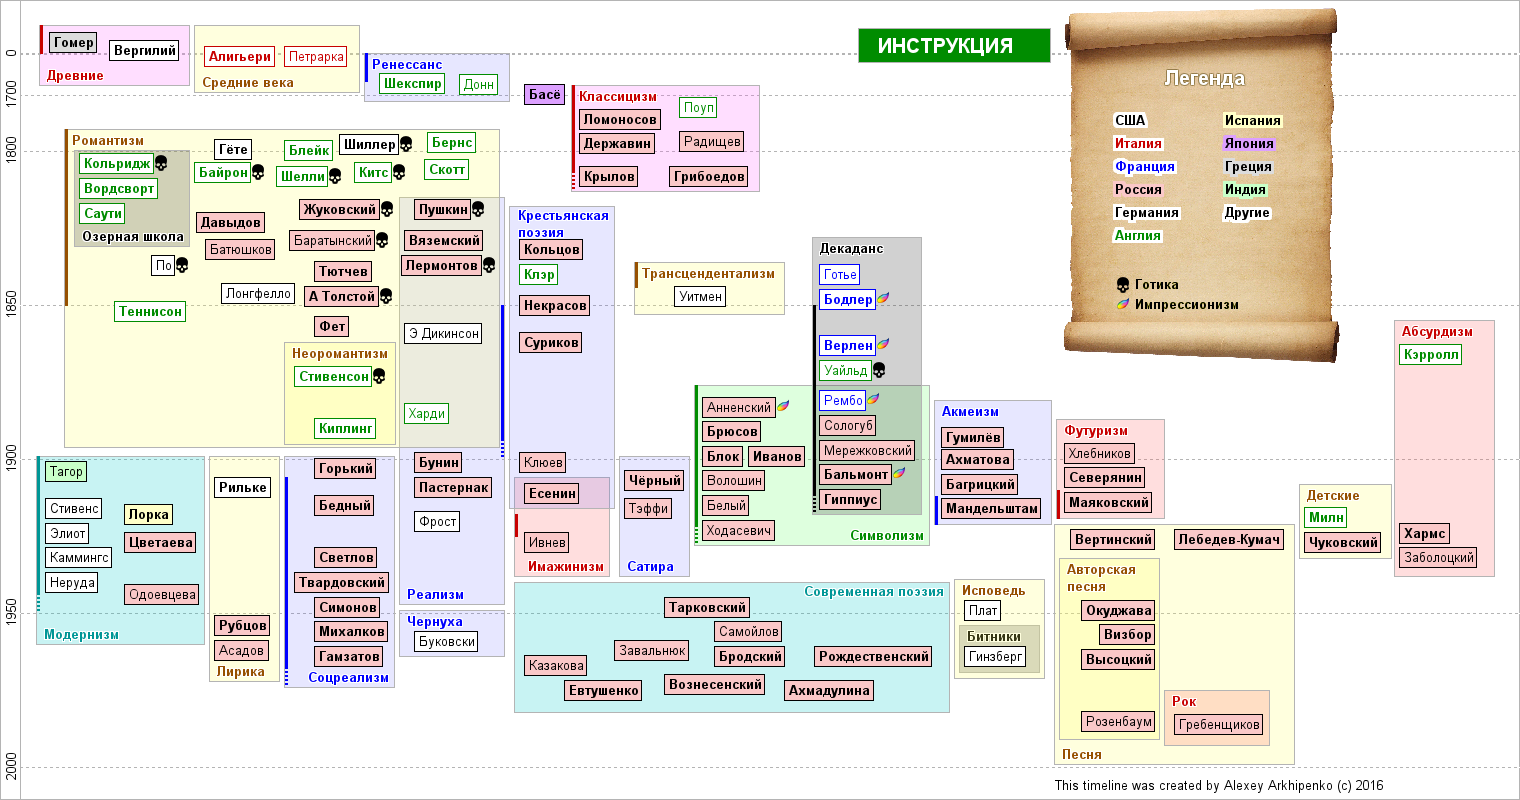 0
1700
1800
1850
1900
1950
2000
Гомер
Вергилий
Древние
Алигьери
Петрарка
Средние века
Ренессанс
Шекспир
Донн
Басё
Классицизм
Ломоносов
Поуп
Державин
Радищев
Крылов
Грибоедов
ИНСТРУКЦИЯ
Легенда
США
Италия
Франция
Россия
Германия
Англия
Испания
Япония
Греция
Индия
Другие
Готика
Импрессионизм
Романтизм
Кольридж
Вордсворт
Саути
Озерная школа
Гёте
Блейк
Шиллер
Бернс
Байрон
Шелли
Китс
Скотт
Давыдов
Батюшков
Жуковский
Баратынский
Тютчев
По
Лонгфелло
А Толстой
Теннисон
Фет
Неоромантизм
Стивенсон
Киплинг
Пушкин
Вяземский
Лермонтов
Э Дикинсон
Харди
Бунин
Пастернак
Фрост
Реализм
Чернуха
Буковски
Крестьянская
поэзия
Кольцов
Клэр
Некрасов
Суриков
Клюев
Есенин
Ивнев
Имажинизм
Трансцендентализм
Уитмен
Декаданс
Готье
Бодлер
Верлен
Уайльд
Рембо
Сологуб
Мережковский
Бальмонт
Гиппиус
Анненский
Брюсов
Блок
Иванов
Волошин
Белый
Ходасевич
Символизм
Чёрный
Тэффи
Сатира
Акмеизм
Гумилёв
Ахматова
Багрицкий
Мандельштам
Футуризм
Хлебников
Северянин
Маяковский
Абсурдизм
Кэрролл
Хармс
Заболоцкий
Детские
Милн
Чуковский
Тагор
Стивенс
Элиот
Каммингс
Неруда
Лорка
Цветаева
Одоевцева
Модернизм
Рильке
Рубцов
Асадов
Лирика
Горький
Бедный
Светлов
Твардовский
Симонов
Михалков
Гамзатов
Соцреализм
Современная поэзия
Тарковский
Самойлов
Завальнюк
Казакова
Бродский
Рождественский
Евтушенко
Вознесенский
Ахмадулина
Исповедь
Плат
Битники
Гинзберг
Вертинский
Лебедев-Кумач
Авторская
песня
Окуджава
Визбор
Высоцкий
Розенбаум
Рок
Гребенщиков
Песня
This timeline was created by Alexey Arkhipenko (c) 2016